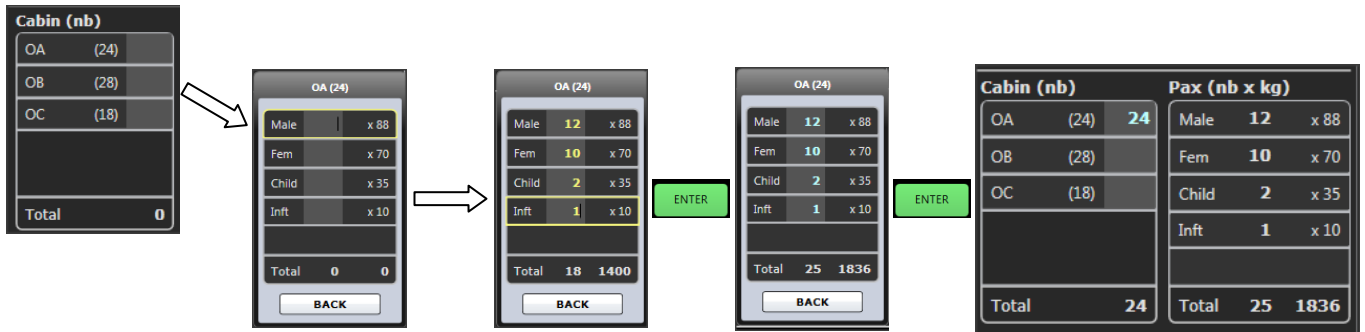 Cabin (nb)
OA (24)
OB (28)
OC (18)
Total 0
OA (24)
Male x 88
Fem x 70
Child x 35
Inft x 10
Total 0 0
BACK
OA (24)
Male 12 x 88
Fem 10 x 70
Child 2 x 35
Inft 1 x 10
Total 18 1400
BACK
ENTER
OA (24)
Male 12 x 88
Fem 10 x 70
Child 2 x 35
Inft 1 x 10
Total 25 1836
BACK
ENTER
Cabin (nb)
OA (24) 24
OB (28)
OC (18)
Total 24
Pax (nb x kg)
Male 12 x 88
Fem 10 x 70
Child 2 x 35
Inft 1 x 10
Total 25 1836